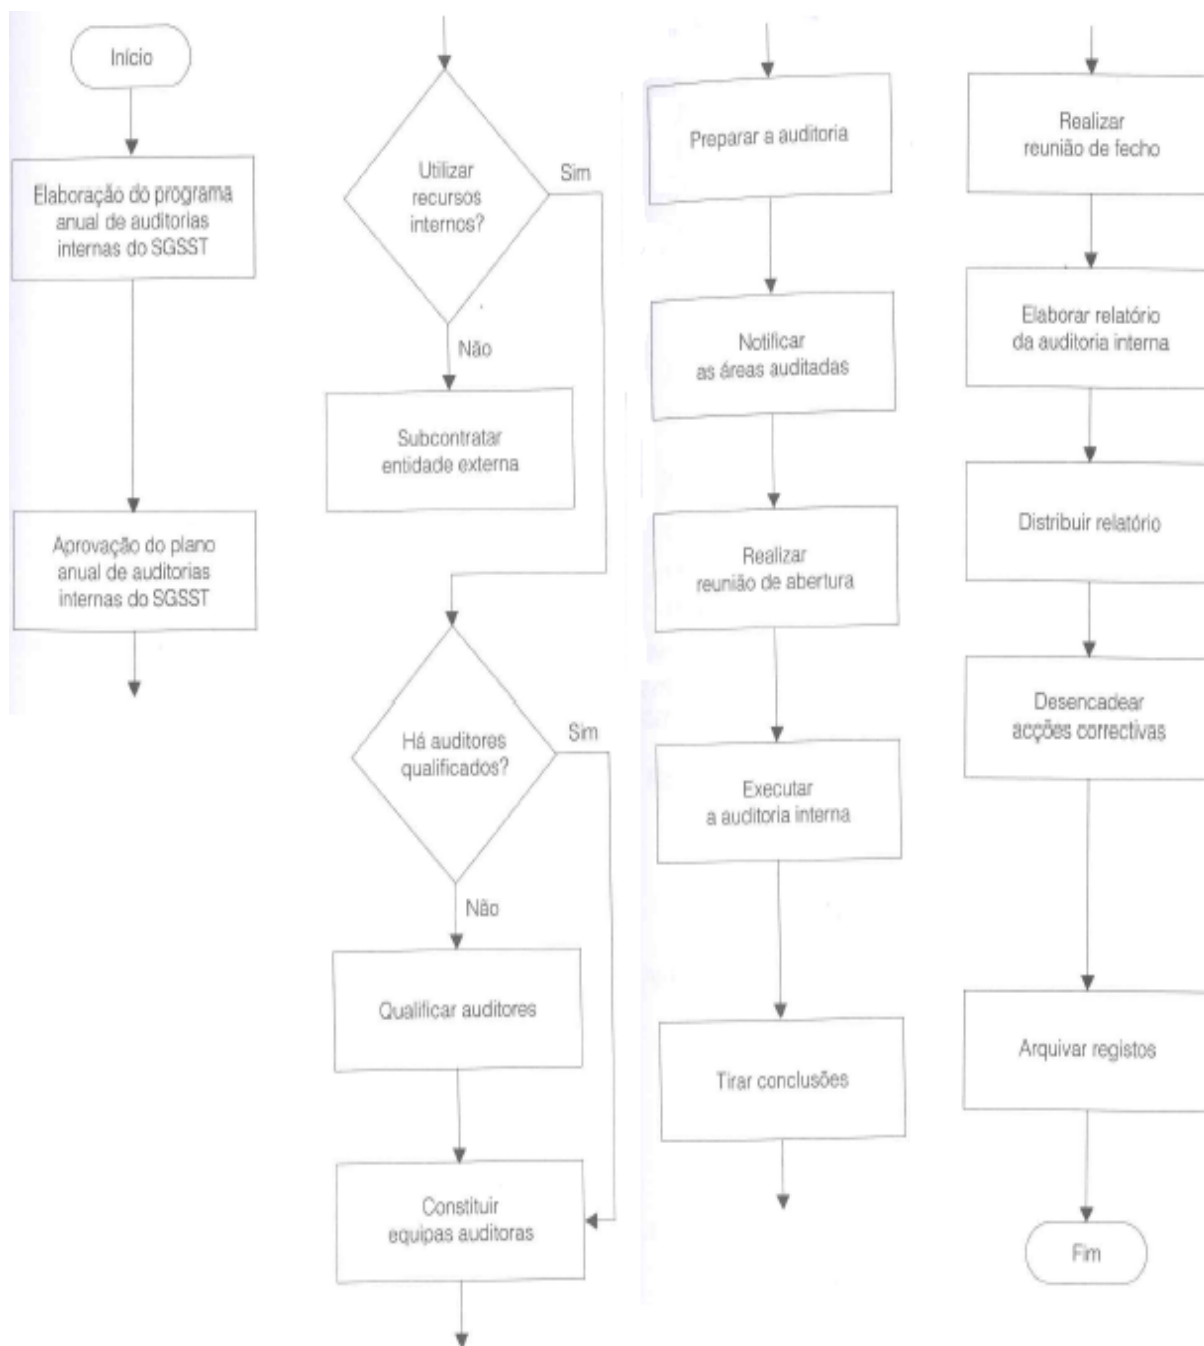 Início
Elaboração do programa
anual de auditorias
internas do SGSST
Aprovação do plano
anual de auditorias
internas do SGSST
Utilizar
recursos
internos?
Sim
Não
Subcontratar
entidade externa
Há auditores
qualificados?
Sim
Não
Qualificar auditores
Constituir
equipas auditoras
Preparar a auditoria
Notificar
as áreas auditadas
Realizar
reunião de abertura
Executar
a auditoria interna
Tirar conclusões
Realizar
reunião de fecho
Elaborar relatório
da auditoria interna
Distribuir relatório
Desencadear
acções correctivas
Arquivar registos
Fim